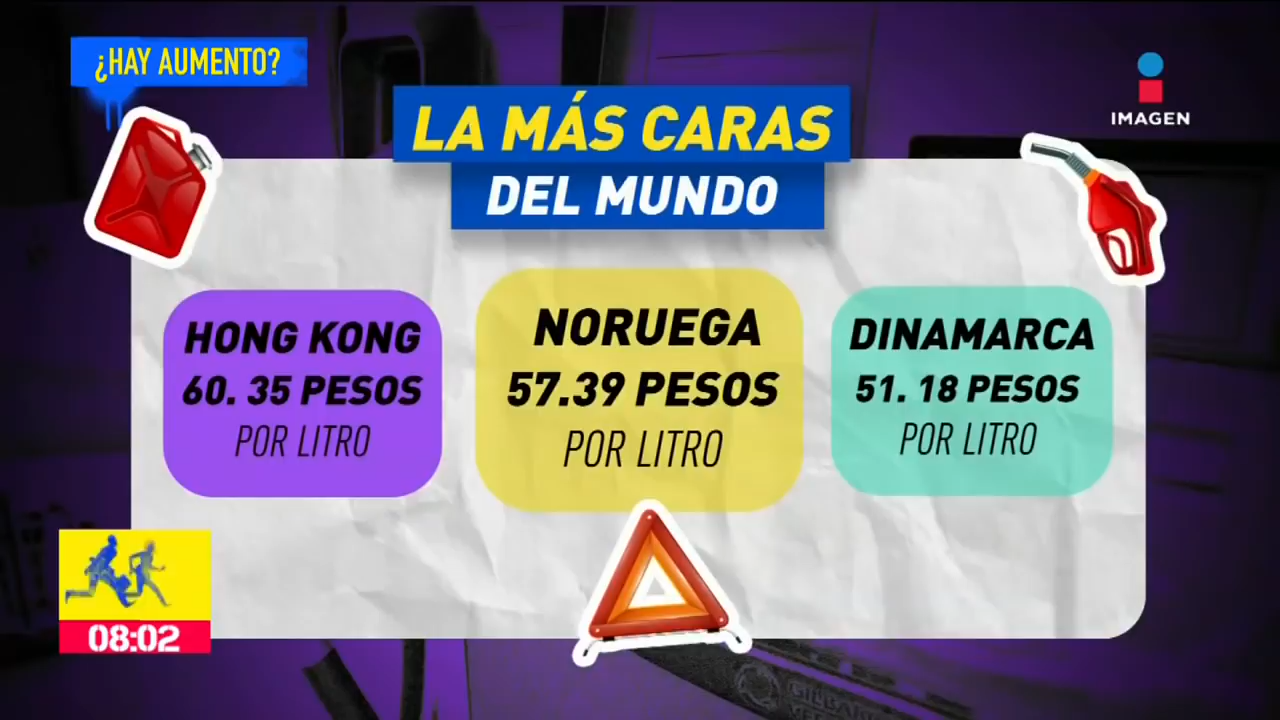 ¿HAY AUMENTO?
IMAGEN
LA MÁS CARAS
DEL MUNDO
HONG KONG
60. 35 PESOS
POR LITRO
NORUEGA
57.39 PESOS
POR LITRO
DINAMARCA
51. 18 PESOS
POR LITRO
08:02